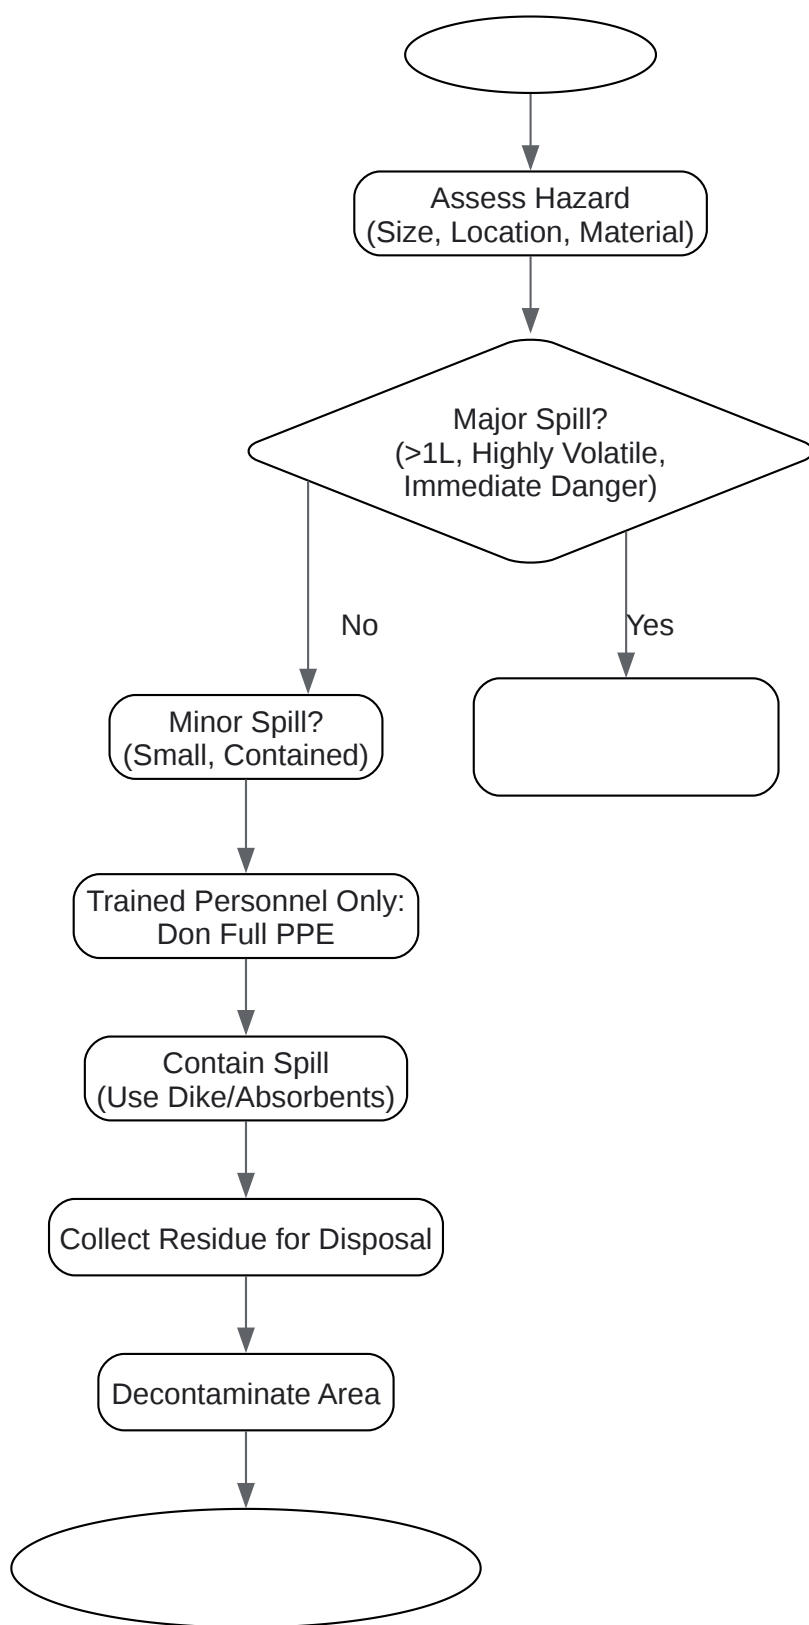 Assess Hazard
(Size, Location, Material)
Major Spill?
(>1L, Highly Volatile,
Immediate Danger)
No
Yes
Minor Spill?
(Small, Contained)
Trained Personnel Only:
Don Full PPE
Contain Spill
(Use Dike/Absorbents)
Collect Residue for Disposal
Decontaminate Area